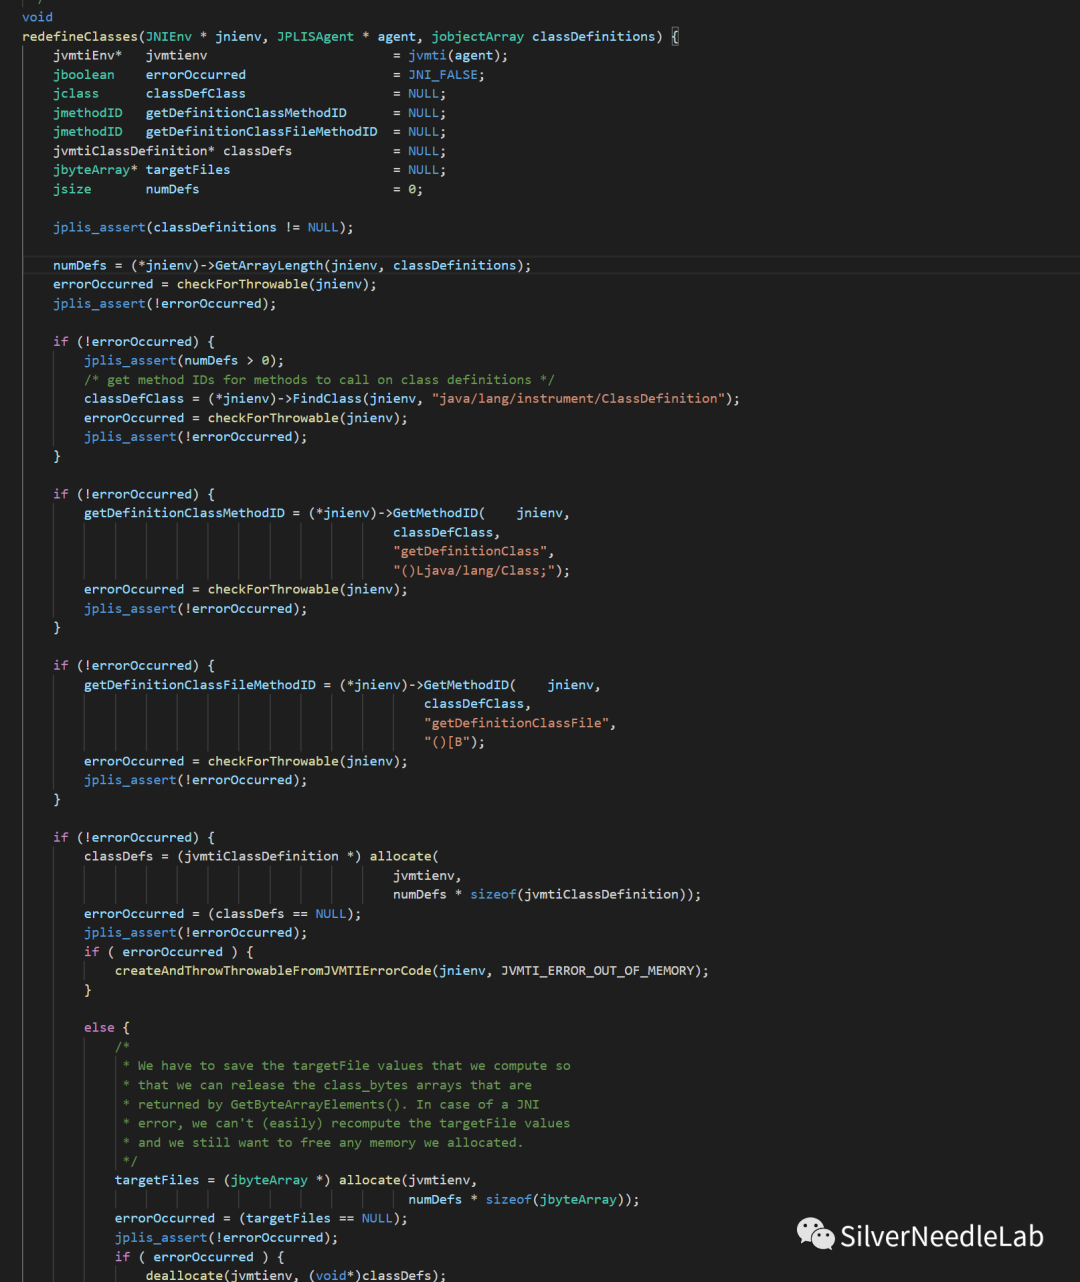 void
redefineClasses(JNIEnv * jnienv, JPLISAgent * agent, jobjectArray classDefinitions) {
    jvmtiEnv*   jvmtienv                        = jvmti(agent);
    jboolean    errorOccurred                   = JNI_FALSE;
    jclass      classDefClass                   = NULL;
    jmethodID   getDefinitionClassMethodID      = NULL;
    jmethodID   getDefinitionClassFileMethodID  = NULL;
    jvmtiClassDefinition* classDefs             = NULL;
    jbyteArray* targetFiles                     = NULL;
    jsize       numDefs                         = 0;

    jplis_assert(classDefinitions != NULL);

    numDefs = (*jnienv)->GetArrayLength(jnienv, classDefinitions);
    errorOccurred = checkForThrowable(jnienv);
    jplis_assert(!errorOccurred);

    if (!errorOccurred) {
        jplis_assert(numDefs > 0);
        /* get method IDs for methods to call on class definitions */
        classDefClass = (*jnienv)->FindClass(jnienv, "java/lang/instrument/ClassDefinition");
        errorOccurred = checkForThrowable(jnienv);
        jplis_assert(!errorOccurred);
    }

    if (!errorOccurred) {
        getDefinitionClassMethodID = (*jnienv)->GetMethodID(    jnienv,
                                                classDefClass,
                                                "getDefinitionClass",
                                                "()Ljava/lang/Class;");
        errorOccurred = checkForThrowable(jnienv);
        jplis_assert(!errorOccurred);
    }

    if (!errorOccurred) {
        getDefinitionClassFileMethodID = (*jnienv)->GetMethodID(    jnienv,
                                                    classDefClass,
                                                    "getDefinitionClassFile",
                                                    "()[B");
        errorOccurred = checkForThrowable(jnienv);
        jplis_assert(!errorOccurred);
    }

    if (!errorOccurred) {
        classDefs = (jvmtiClassDefinition *) allocate(
                                                jvmtienv,
                                                numDefs * sizeof(jvmtiClassDefinition));
        errorOccurred = (classDefs == NULL);
        jplis_assert(!errorOccurred);
        if ( errorOccurred ) {
            createAndThrowThrowableFromJVMTIErrorCode(jnienv, JVMTI_ERROR_OUT_OF_MEMORY);
        }

        else {
            /*
             * We have to save the targetFile values that we compute so
             * that we can release the class_bytes arrays that are
             * returned by GetByteArrayElements(). In case of a JNI
             * error, we can't (easily) recompute the targetFile values
             * and we still want to free any memory we allocated.
             */
            targetFiles = (jbyteArray *) allocate(jvmtienv,
                                                  numDefs * sizeof(jbyteArray));
            errorOccurred = (targetFiles == NULL);
            jplis_assert(!errorOccurred);
            if ( errorOccurred ) {
                deallocate(jvmtienv, (void*)classDefs);
SilverNeedleLab